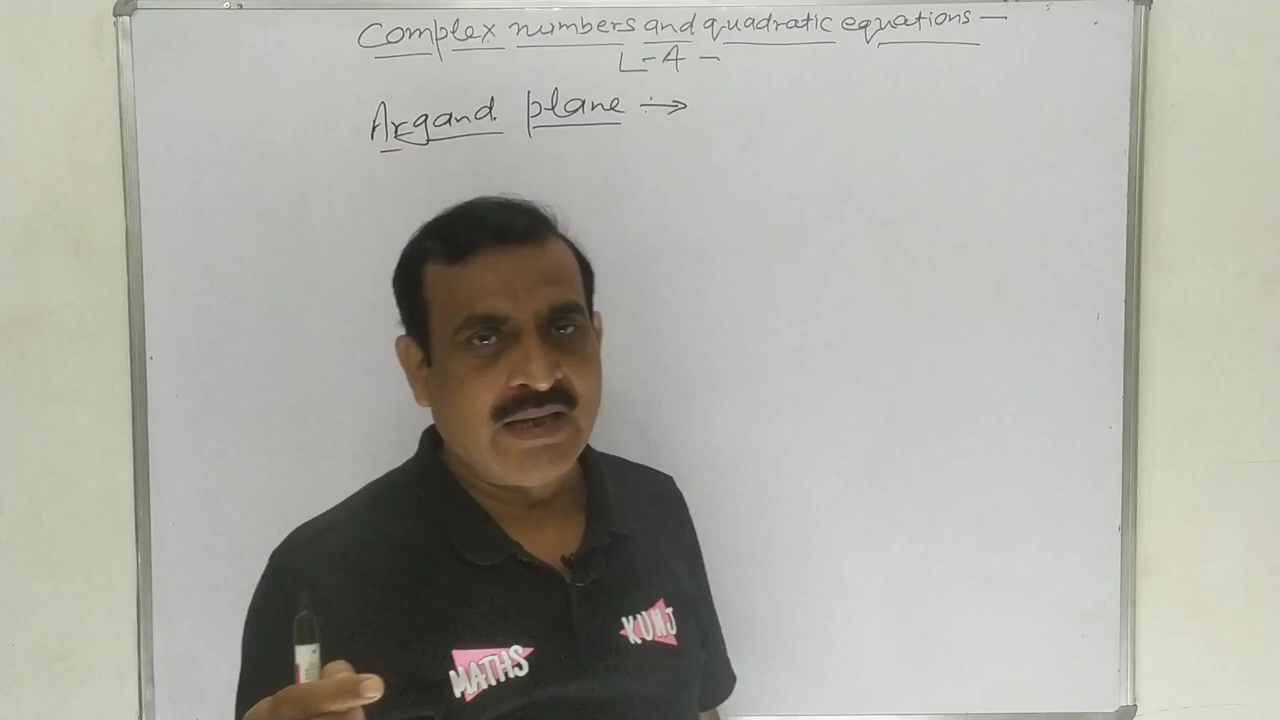 Complex numbers and quadratic equations —
L-4 -
Argand plane :→
MATHS
KUNJ